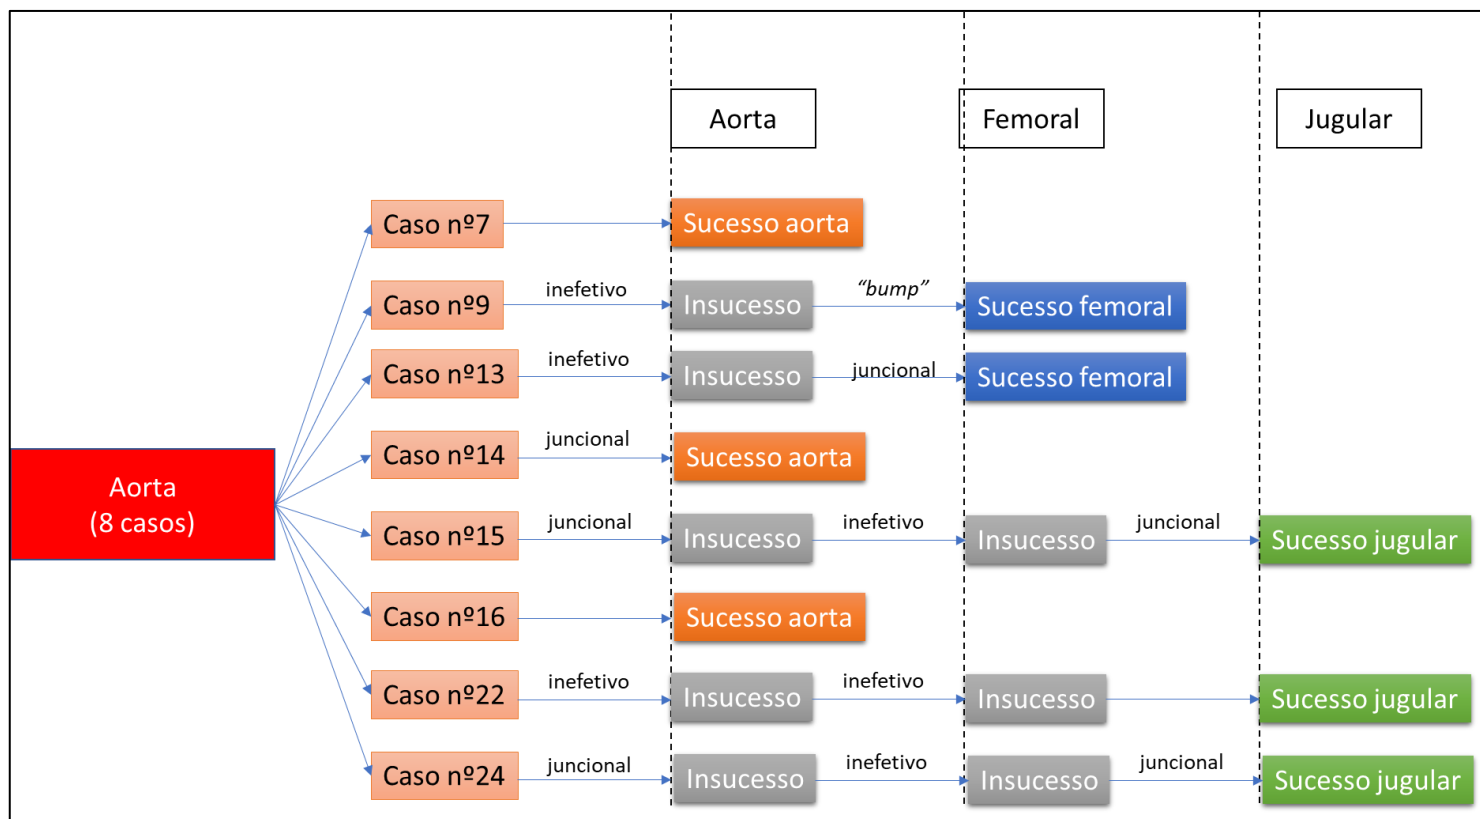 Aorta
Femoral
Jugular
Caso nº7
Sucesso aorta
Caso nº9
inefetivo
Insucesso
“bump”
Sucesso femoral
Caso nº13
inefetivo
Insucesso
juncional
Sucesso femoral
Caso nº14
juncional
Sucesso aorta
Aorta
(8 casos)
Caso nº15
juncional
Insucesso
inefetivo
Insucesso
juncional
Sucesso jugular
Caso nº16
Sucesso aorta
Caso nº22
inefetivo
Insucesso
inefetivo
Insucesso
Sucesso jugular
Caso nº24
juncional
Insucesso
inefetivo
Insucesso
juncional
Sucesso jugular